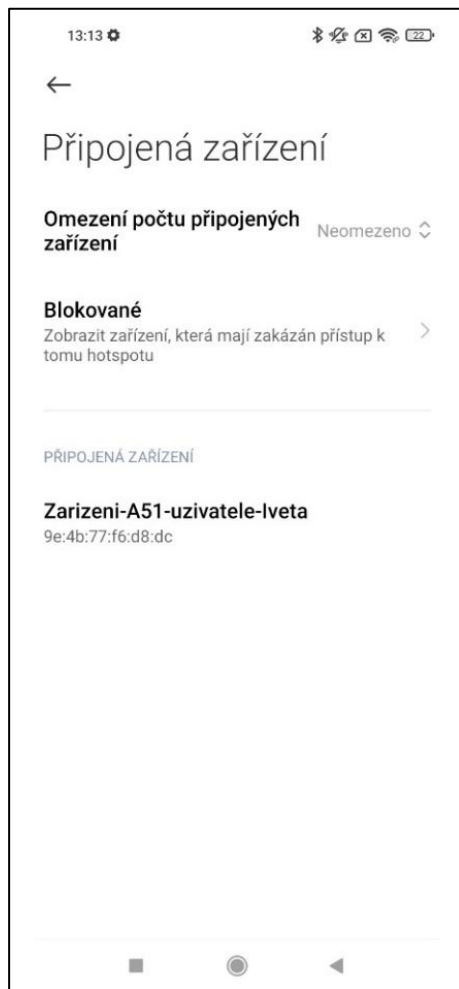 13:13
22
Připojená zařízení
Omezení počtu připojených
zařízení
Neomezeno
Blokované
Zobrazit zařízení, která mají zakázán přístup k
tomu hotspotu
PŘIPOJENÁ ZAŘÍZENÍ
Zarizeni-A51-uzivatele-Iveta
9e:4b:77:f6:d8:dc